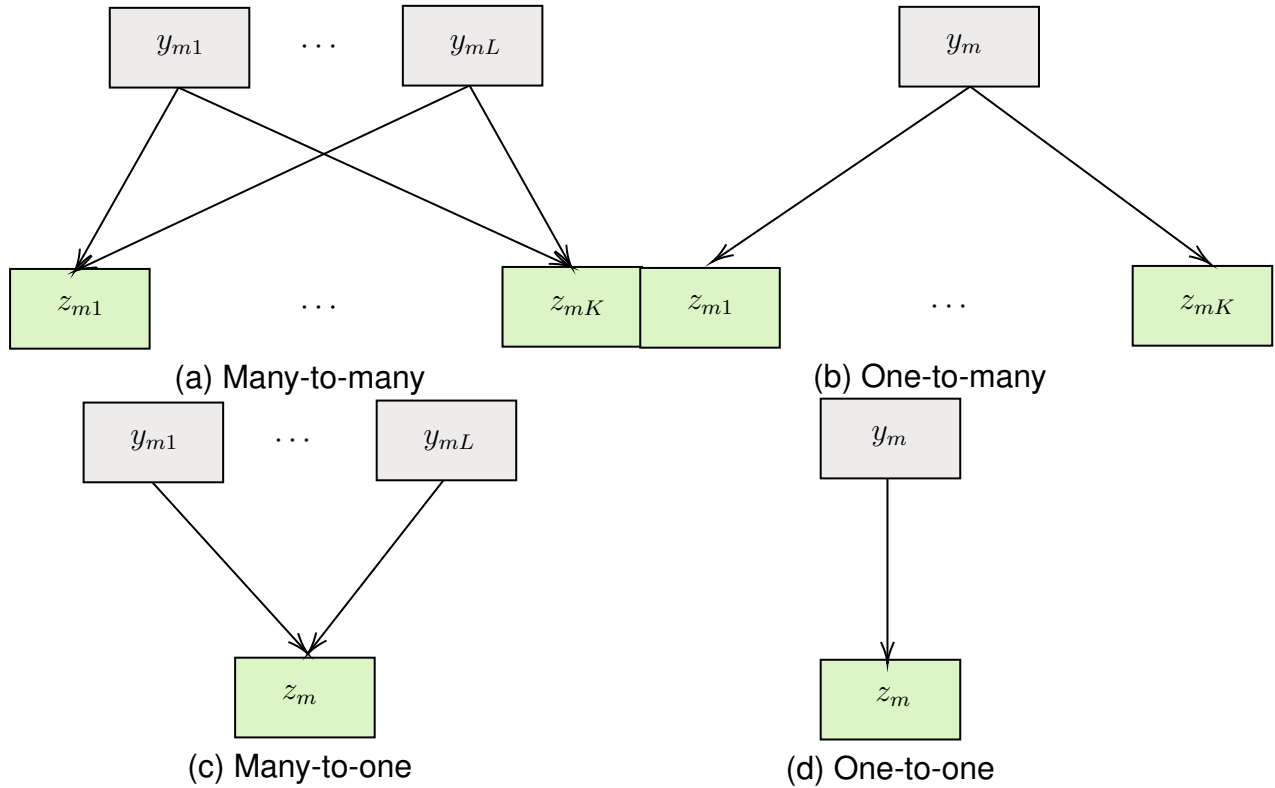 y_{m1} ... y_{mL} y_m
z_{m1} ... z_{mK} z_{m1} ... z_{mK}
(a) Many-to-many (b) One-to-many
y_{m1} ... y_{mL} y_m
z_m z_m
(c) Many-to-one (d) One-to-one